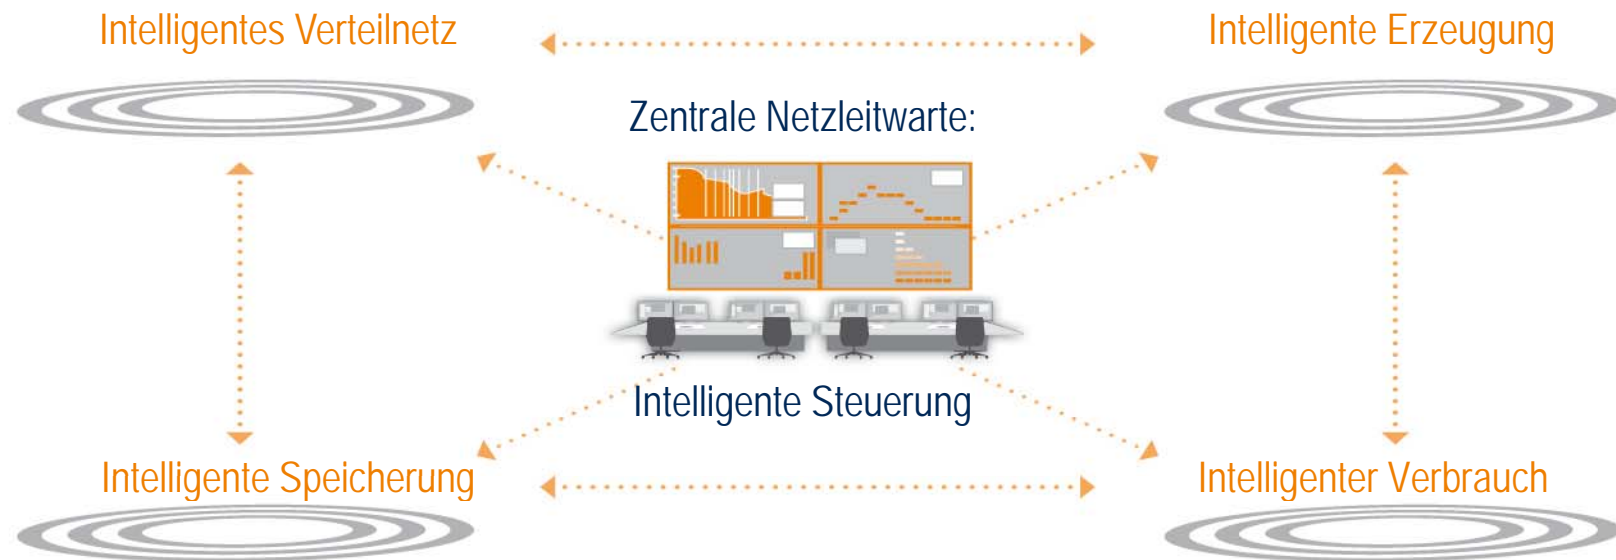 Intelligentes Verteilnetz
Intelligente Erzeugung
Zentrale Netzleitwarte:
Intelligente Steuerung
Intelligente Speicherung
Intelligenter Verbrauch